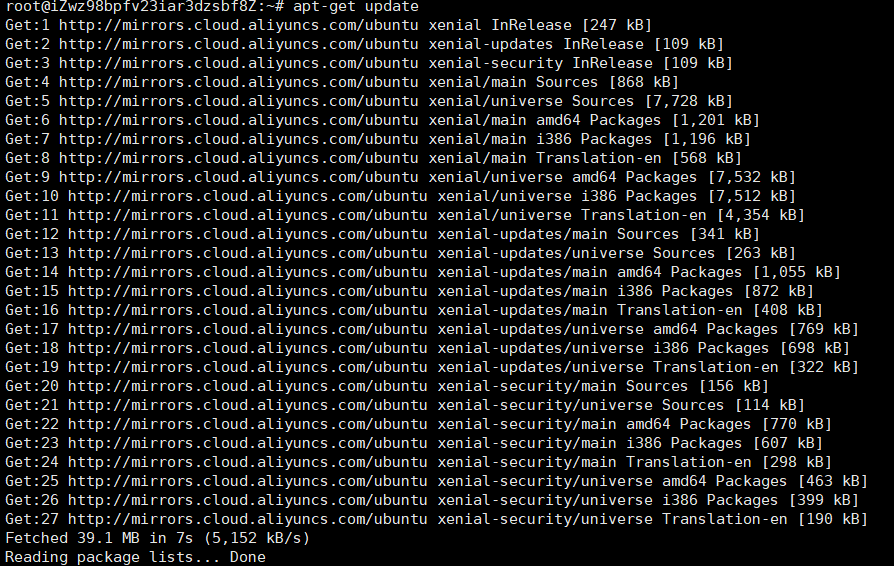 root@iZwz98bpfv23iar3dzsbf8Z:~# apt-get update
Get:1 http://mirrors.cloud.aliyuncs.com/ubuntu xenial InRelease [247 kB]
Get:2 http://mirrors.cloud.aliyuncs.com/ubuntu xenial-updates InRelease [109 kB]
Get:3 http://mirrors.cloud.aliyuncs.com/ubuntu xenial-security InRelease [109 kB]
Get:4 http://mirrors.cloud.aliyuncs.com/ubuntu xenial/main Sources [868 kB]
Get:5 http://mirrors.cloud.aliyuncs.com/ubuntu xenial/universe Sources [7,728 kB]
Get:6 http://mirrors.cloud.aliyuncs.com/ubuntu xenial/main amd64 Packages [1,201 kB]
Get:7 http://mirrors.cloud.aliyuncs.com/ubuntu xenial/main i386 Packages [1,196 kB]
Get:8 http://mirrors.cloud.aliyuncs.com/ubuntu xenial/main Translation-en [568 kB]
Get:9 http://mirrors.cloud.aliyuncs.com/ubuntu xenial/universe amd64 Packages [7,532 kB]
Get:10 http://mirrors.cloud.aliyuncs.com/ubuntu xenial/universe i386 Packages [7,512 kB]
Get:11 http://mirrors.cloud.aliyuncs.com/ubuntu xenial/universe Translation-en [4,354 kB]
Get:12 http://mirrors.cloud.aliyuncs.com/ubuntu xenial-updates/main Sources [341 kB]
Get:13 http://mirrors.cloud.aliyuncs.com/ubuntu xenial-updates/universe Sources [263 kB]
Get:14 http://mirrors.cloud.aliyuncs.com/ubuntu xenial-updates/main amd64 Packages [1,055 kB]
Get:15 http://mirrors.cloud.aliyuncs.com/ubuntu xenial-updates/main i386 Packages [872 kB]
Get:16 http://mirrors.cloud.aliyuncs.com/ubuntu xenial-updates/main Translation-en [408 kB]
Get:17 http://mirrors.cloud.aliyuncs.com/ubuntu xenial-updates/universe amd64 Packages [769 kB]
Get:18 http://mirrors.cloud.aliyuncs.com/ubuntu xenial-updates/universe i386 Packages [698 kB]
Get:19 http://mirrors.cloud.aliyuncs.com/ubuntu xenial-updates/universe Translation-en [322 kB]
Get:20 http://mirrors.cloud.aliyuncs.com/ubuntu xenial-security/main Sources [156 kB]
Get:21 http://mirrors.cloud.aliyuncs.com/ubuntu xenial-security/universe Sources [114 kB]
Get:22 http://mirrors.cloud.aliyuncs.com/ubuntu xenial-security/main amd64 Packages [770 kB]
Get:23 http://mirrors.cloud.aliyuncs.com/ubuntu xenial-security/main i386 Packages [607 kB]
Get:24 http://mirrors.cloud.aliyuncs.com/ubuntu xenial-security/main Translation-en [298 kB]
Get:25 http://mirrors.cloud.aliyuncs.com/ubuntu xenial-security/universe amd64 Packages [463 kB]
Get:26 http://mirrors.cloud.aliyuncs.com/ubuntu xenial-security/universe i386 Packages [399 kB]
Get:27 http://mirrors.cloud.aliyuncs.com/ubuntu xenial-security/universe Translation-en [190 kB]
Fetched 39.1 MB in 7s (5,152 kB/s)
Reading package lists... Done